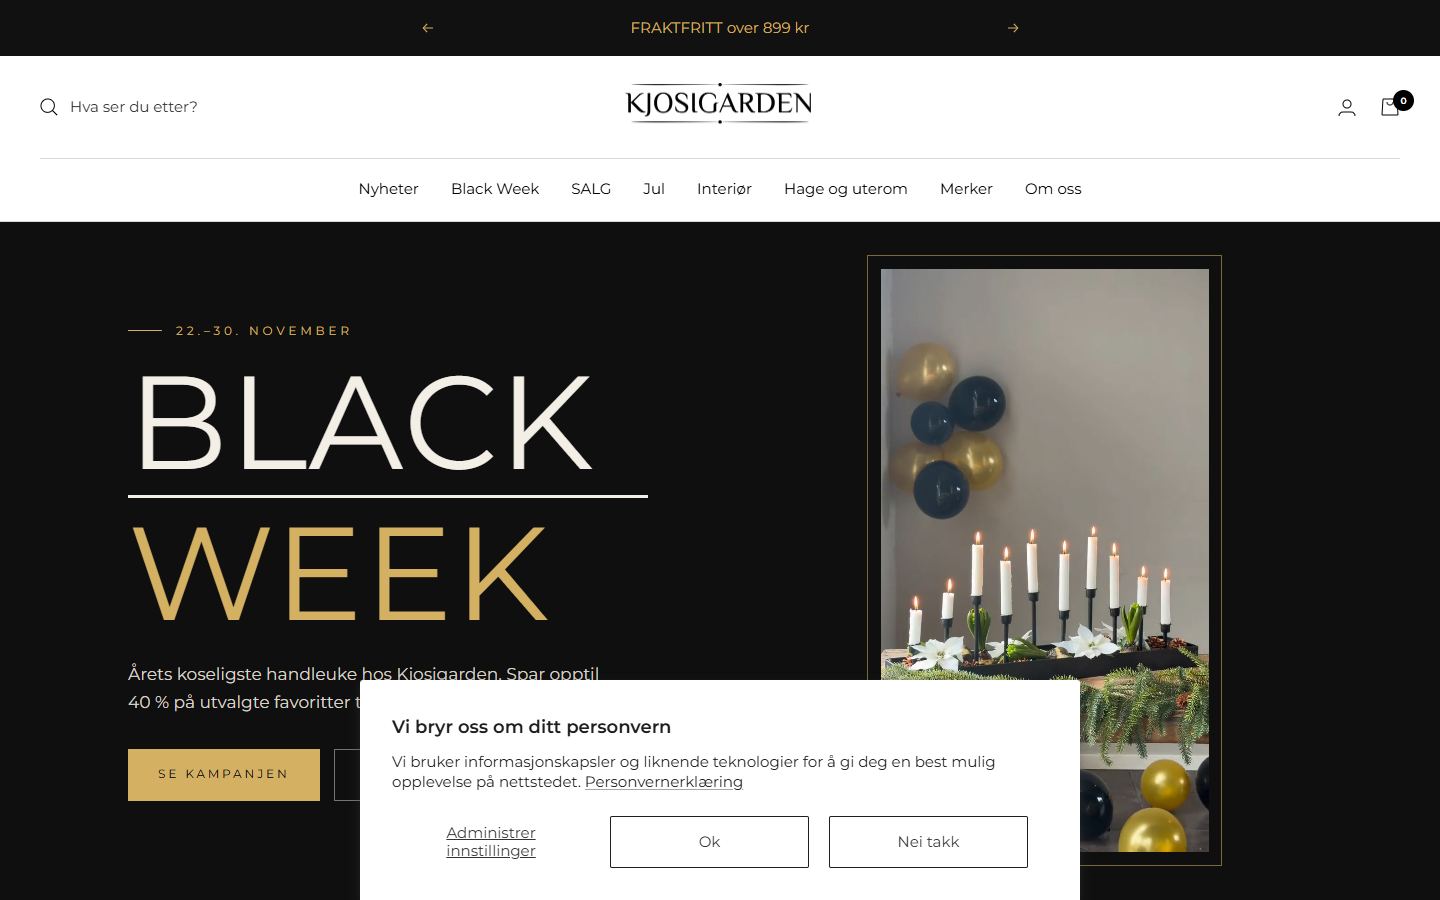 FRAKTFRITT over 899 kr
Hva ser du etter?
KJOSIGARDEN
0
Nyheter
Black Week
SALG
Jul
Interiør
Hage og uterom
Merker
Om oss
22.–30. NOVEMBER
BLACK
WEEK
Årets koseligste handleuke hos Kjosigarden. Spar opptil
40 % på utvalgte favoritter
SE KAMPANJEN
Vi bryr oss om ditt personvern
Vi bruker informasjonskapsler og liknende teknologier for å gi deg en best mulig
opplevelse på nettstedet. Personvernerklæring
Administrer
innstillinger
Ok
Nei takk